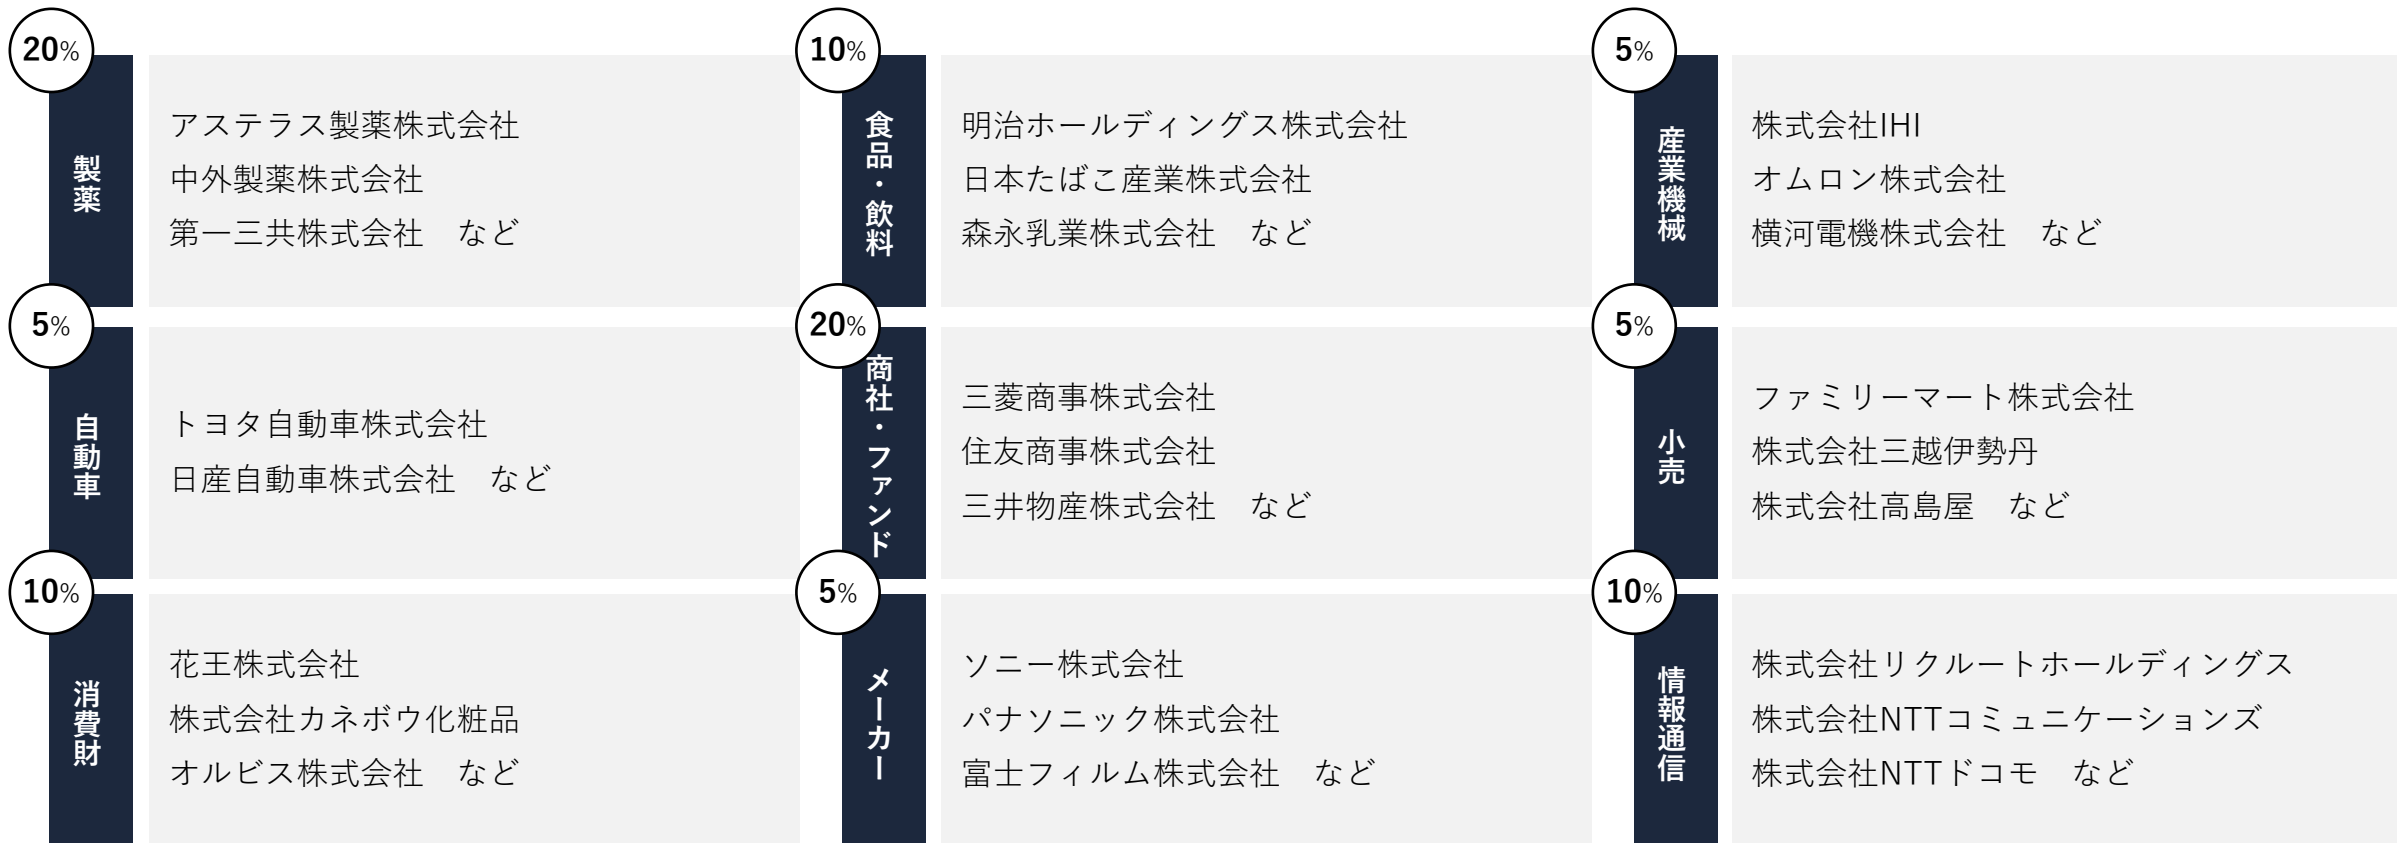 20%
製薬
アステラス製薬株式会社
中外製薬株式会社
第一三共株式会社　など
10%
食品・飲料
明治ホールディングス株式会社
日本たばこ産業株式会社
森永乳業株式会社　など
5%
産業機械
株式会社IHI
オムロン株式会社
横河電機株式会社　など
5%
自動車
トヨタ自動車株式会社
日産自動車株式会社　など
20%
商社・ファンド
三菱商事株式会社
住友商事株式会社
三井物産株式会社　など
5%
小売
ファミリーマート株式会社
株式会社三越伊勢丹
株式会社高島屋　など
10%
消費財
花王株式会社
株式会社カネボウ化粧品
オルビス株式会社　など
5%
メーカー
ソニー株式会社
パナソニック株式会社
富士フィルム株式会社　など
10%
情報通信
株式会社リクルートホールディングス
株式会社NTTコミュニケーションズ
株式会社NTTドコモ　など